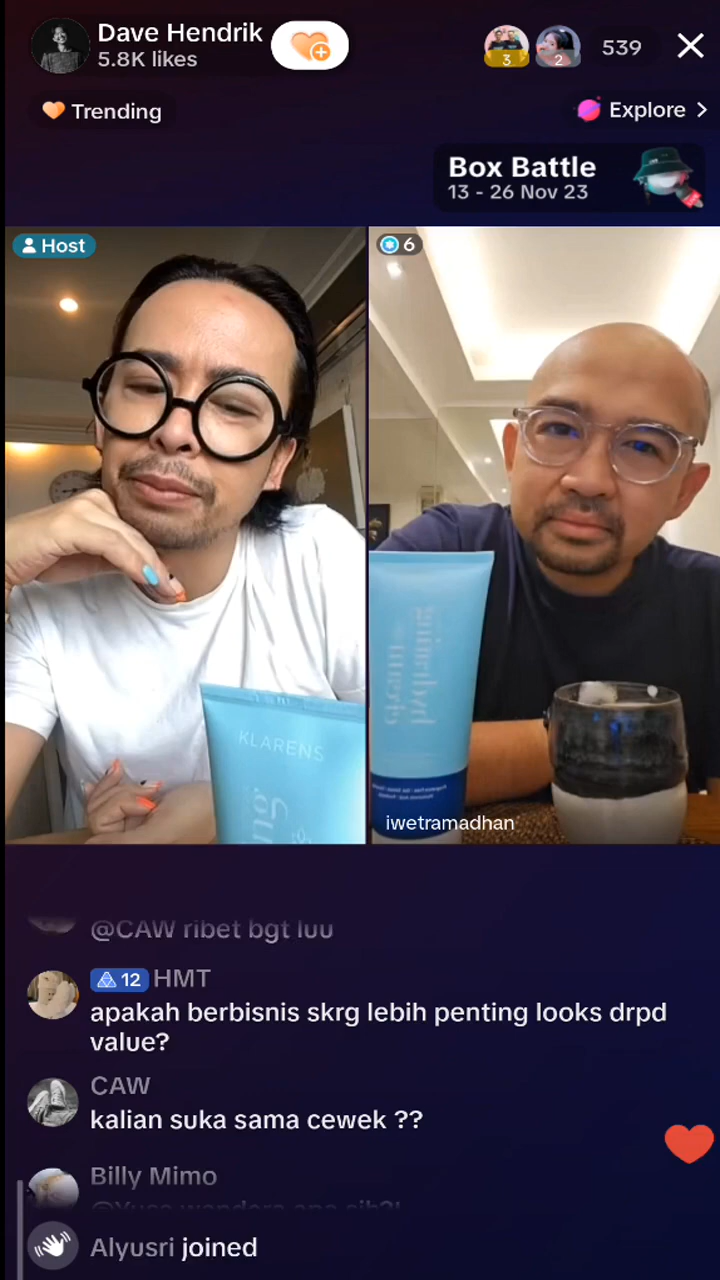 Dave Hendrik
5.8K likes
3
2
539
Trending
Explore
Box Battle
13 - 26 Nov 23
Host
6
KLARENS
iwetramadhan
@CAW ribet bgt luu
12 HMT
apakah berbisnis skrg lebih penting looks drpd
value?
CAW
kalian suka sama cewek ??
Billy Mimo
Alyusri joined